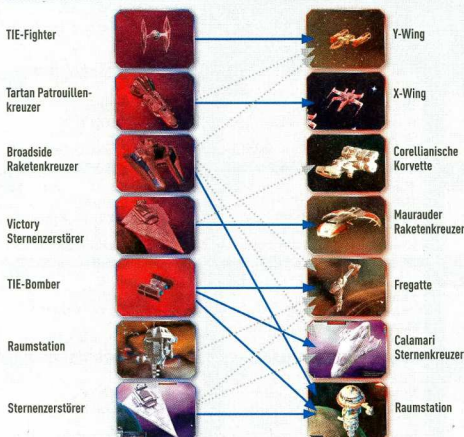 TIE-Fighter
Y-Wing
Tartan Patrouillen-
kreuzer
X-Wing
Broadside
Raketenkreuzer
Corellianische
Korvette
Victory
Sternenzerstörer
Maurauder
Raketenkreuzer
TIE-Bomber
Fregatte
Raumstation
Calamari
Sternenkreuzer
Sternenzerstörer
Raumstation